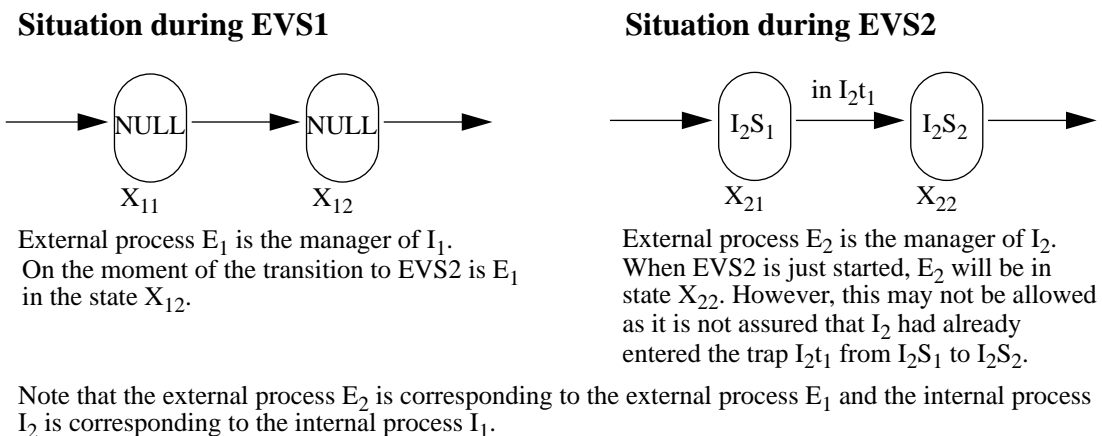 Situation during EVS1
NULL
NULL
X11
X12
External process E1 is the manager of I1.
On the moment of the transition to EVS2 is E1
in the state X12.
Situation during EVS2
in I2t1
I2S1
I2S2
X21
X22
External process E2 is the manager of I2.
When EVS2 is just started, E2 will be in
state X22. However, this may not be allowed
as it is not assured that I2 had already
entered the trap I2t1 from I2S1 to I2S2.
Note that the external process E2 is corresponding to the external process E1 and the internal process
I2 is corresponding to the internal process I1.